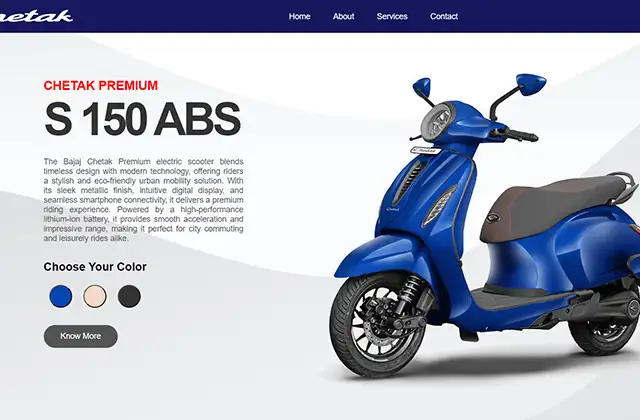 hetak
Home About Services Contact
CHETAK PREMIUM
S 150 ABS
The Bajaj Chetak Premium electric scooter blends
timeless design with modern technology, offering riders
a stylish and eco-friendly urban mobility solution. With
its sleek metallic finish, intuitive digital display, and
seamless smartphone connectivity, it delivers a premium
riding experience. Powered by a high-performance
lithium-ion battery, it provides smooth acceleration and
impressive range, making it perfect for city commuting
and leisurely rides alike.
Choose Your Color
Know More